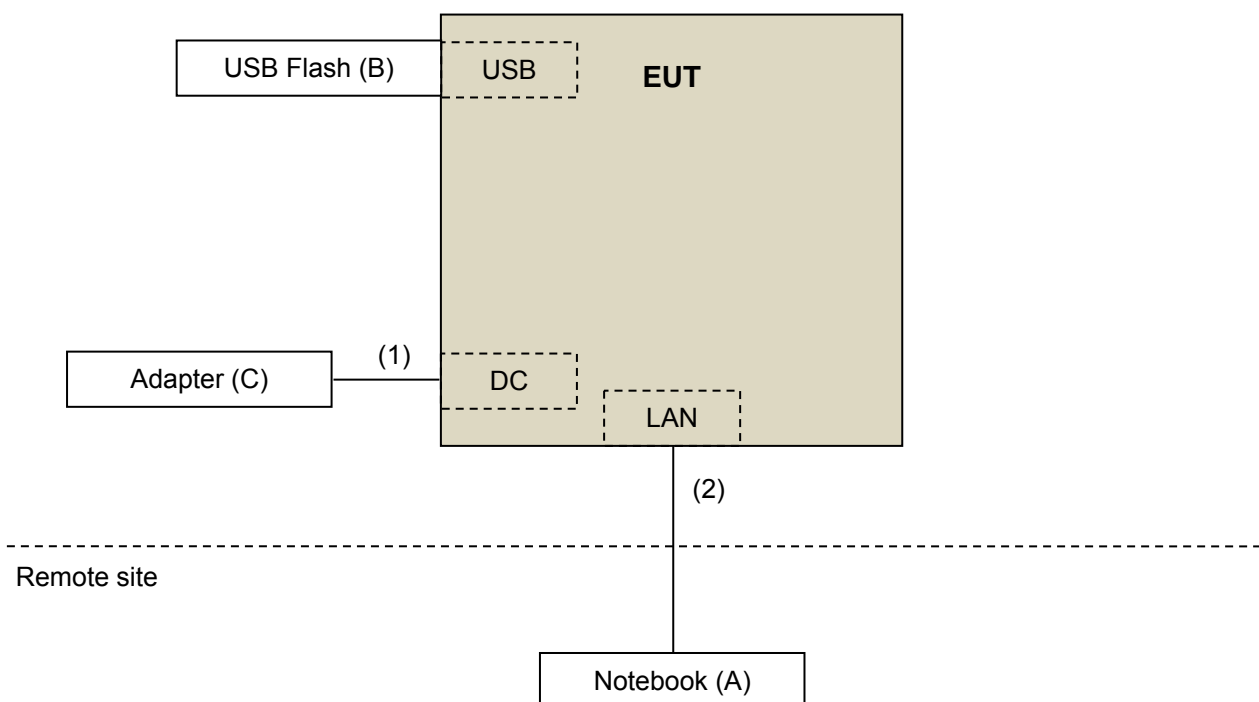 USB Flash (B)
USB
EUT
(1)
Adapter (C)
DC
LAN
(2)
Remote site
Notebook (A)